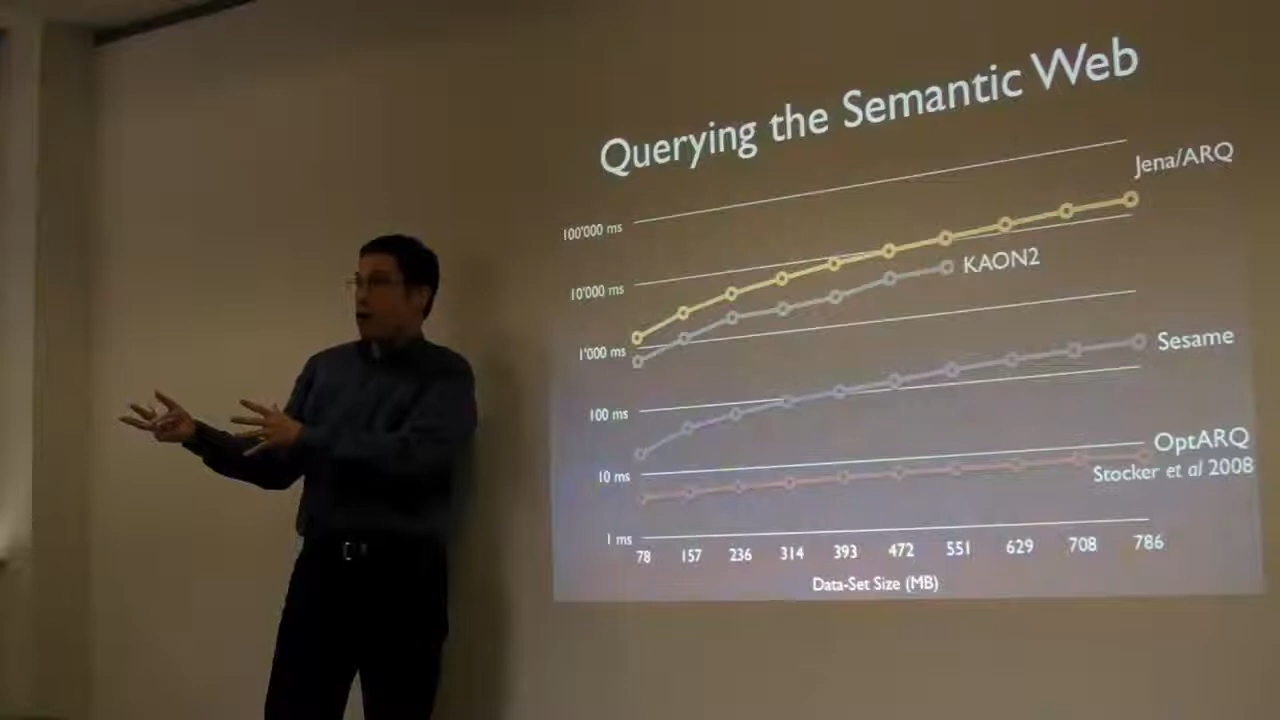 Querying the Semantic Web
Jena/ARQ
100'000 ms
KAON2
10'000 ms
1'000 ms
Sesame
100 ms
OptARQ
Stocker et al 2008
10 ms
1 ms
78 157 236 314 393 472 551 629 708 786
Data-Set Size (MB)